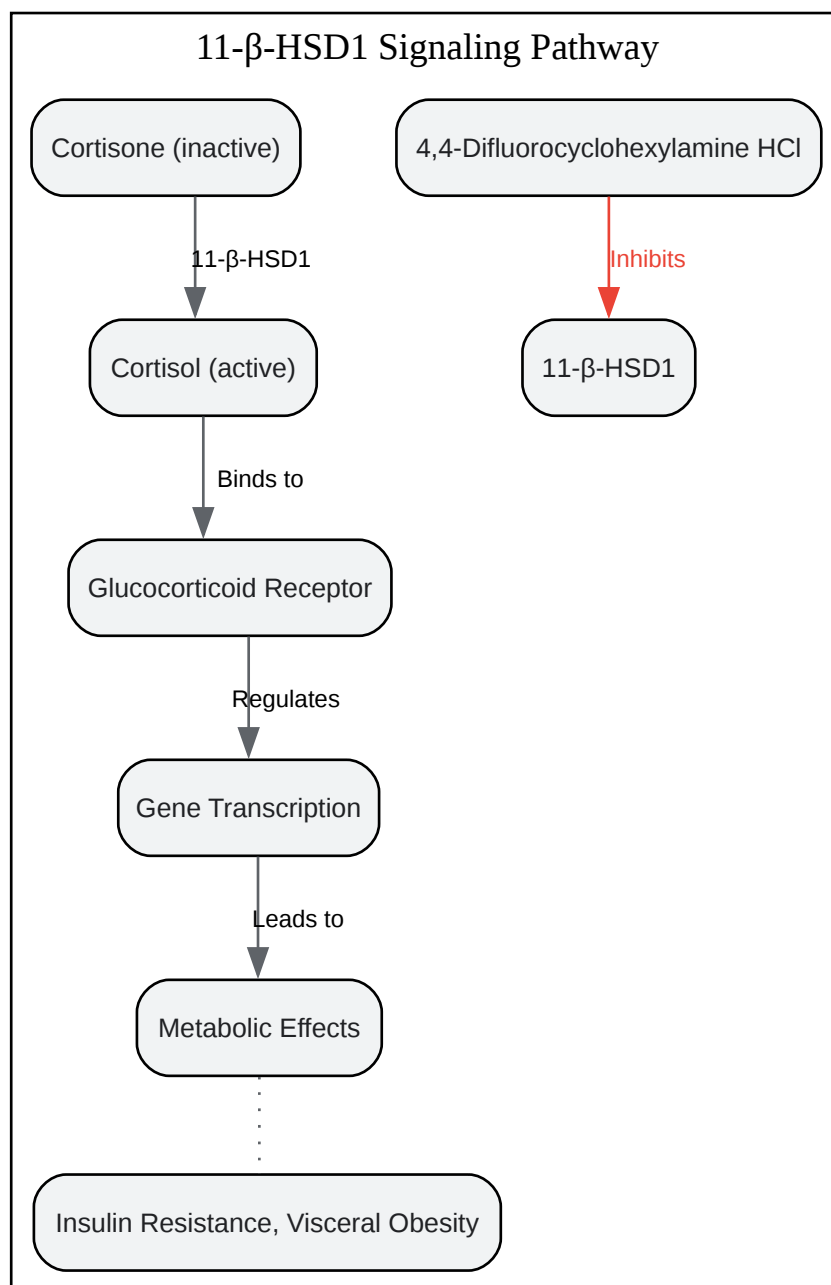 11-β-HSD1 Signaling Pathway
Cortisone (inactive)
4,4-Difluorocyclohexylamine HCl
11-β-HSD1
Inhibits
Cortisol (active)
11-β-HSD1
Binds to
Glucocorticoid Receptor
Regulates
Gene Transcription
Leads to
Metabolic Effects
Insulin Resistance, Visceral Obesity